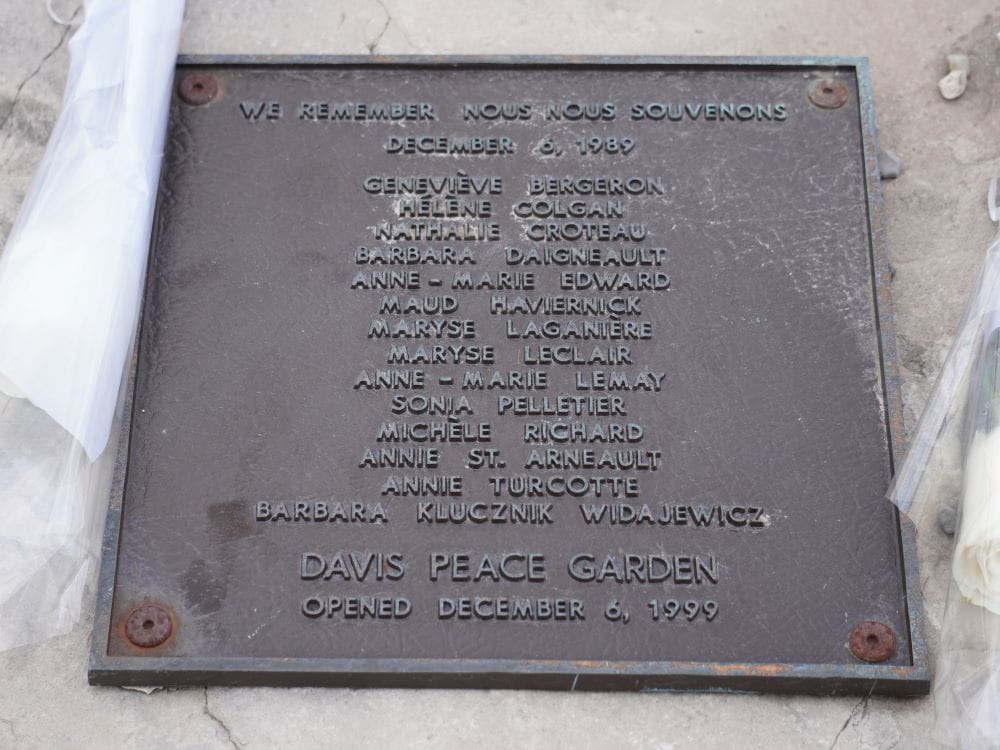 WE REMEMBER NOUS NOUS SOUVENONS
DECEMBER 6, 1989
GENEVIÈVE BERGERON
HÉLÈNE COLGAN
NATHALIE CROTEAU
BARBARA DAIGNEAULT
ANNE-MARIE EDWARD
MAUD HAVIERNICK
MARYSE LAGANIÈRE
MARYSE LECLAIR
ANNE-MARIE LEMAY
SONIA PELLETIER
MICHÈLE RICHARD
ANNIE ST. ARNEAULT
ANNIE TURCOTTE
BARBARA KLUCZNIK WIDAJEWICZ
DAVIS PEACE GARDEN
OPENED DECEMBER 6, 1999